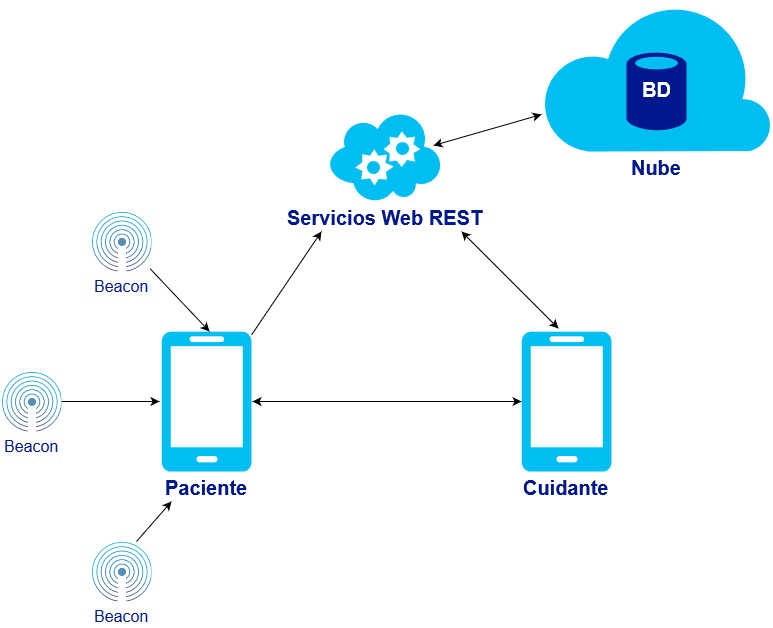 BD
Nube
Servicios Web REST
Beacon
Beacon
Paciente
Cuidante
Beacon